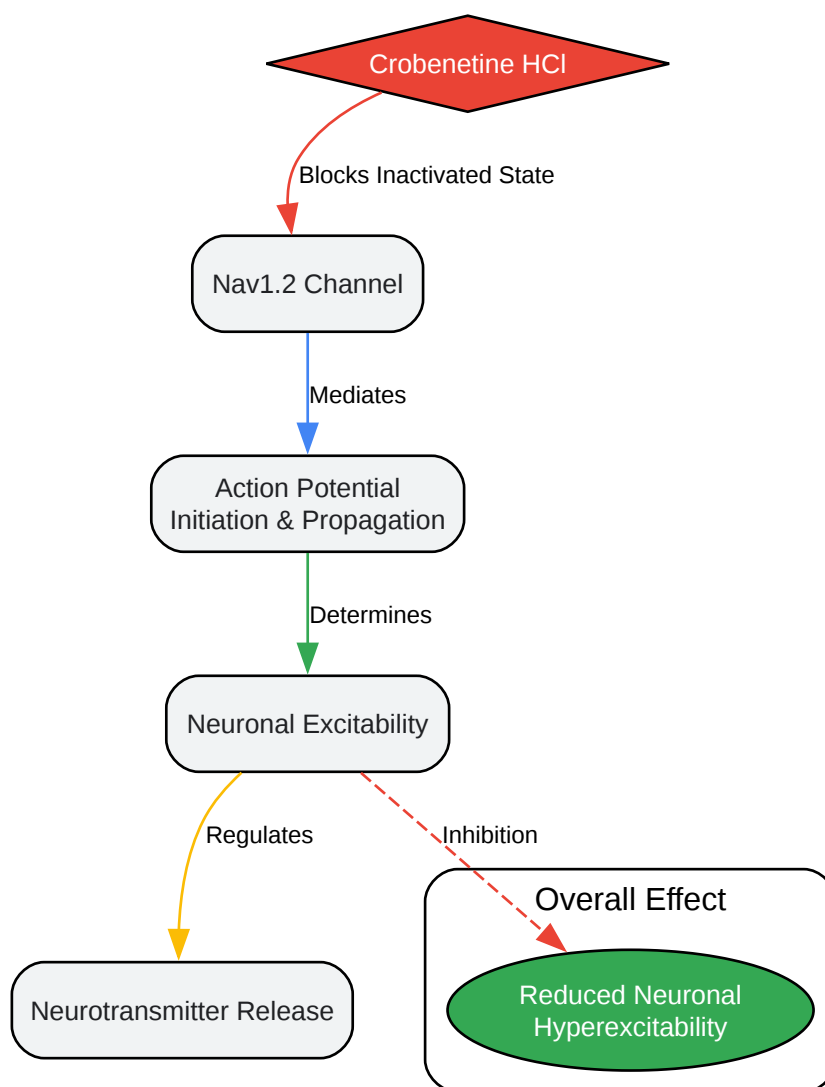 Crobenetine HCl
Blocks Inactivated State
Nav1.2 Channel
Mediates
Action Potential
Initiation & Propagation
Determines
Neuronal Excitability
Regulates
Inhibition
Overall Effect
Neurotransmitter Release
Reduced Neuronal
Hyperexcitability